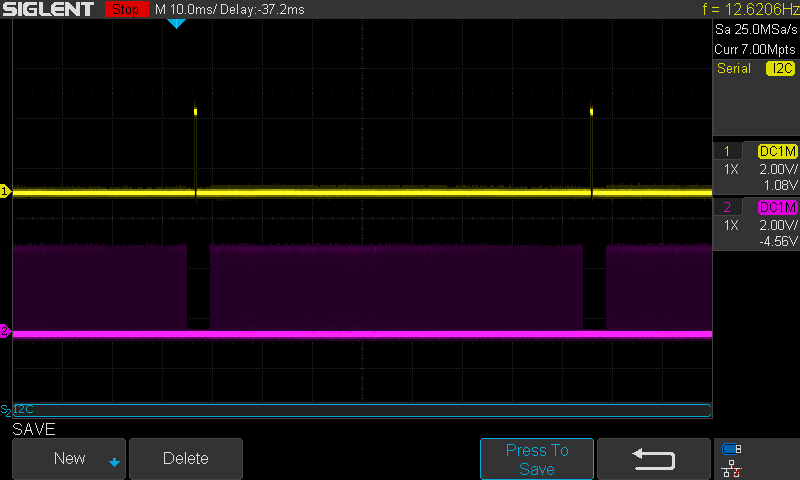 SIGLENT Stop M 10.0ms/ Delay:-37.2ms f = 12.6206Hz
Sa 25.0MSa/s
Curr 7.00Mpts
Serial I2C
1 DC1M
1X 2.00V/
1.08V
2 DC1M
1X 2.00V/
-4.56V
1
2
S2 I2C
SAVE
New Delete Press To Save